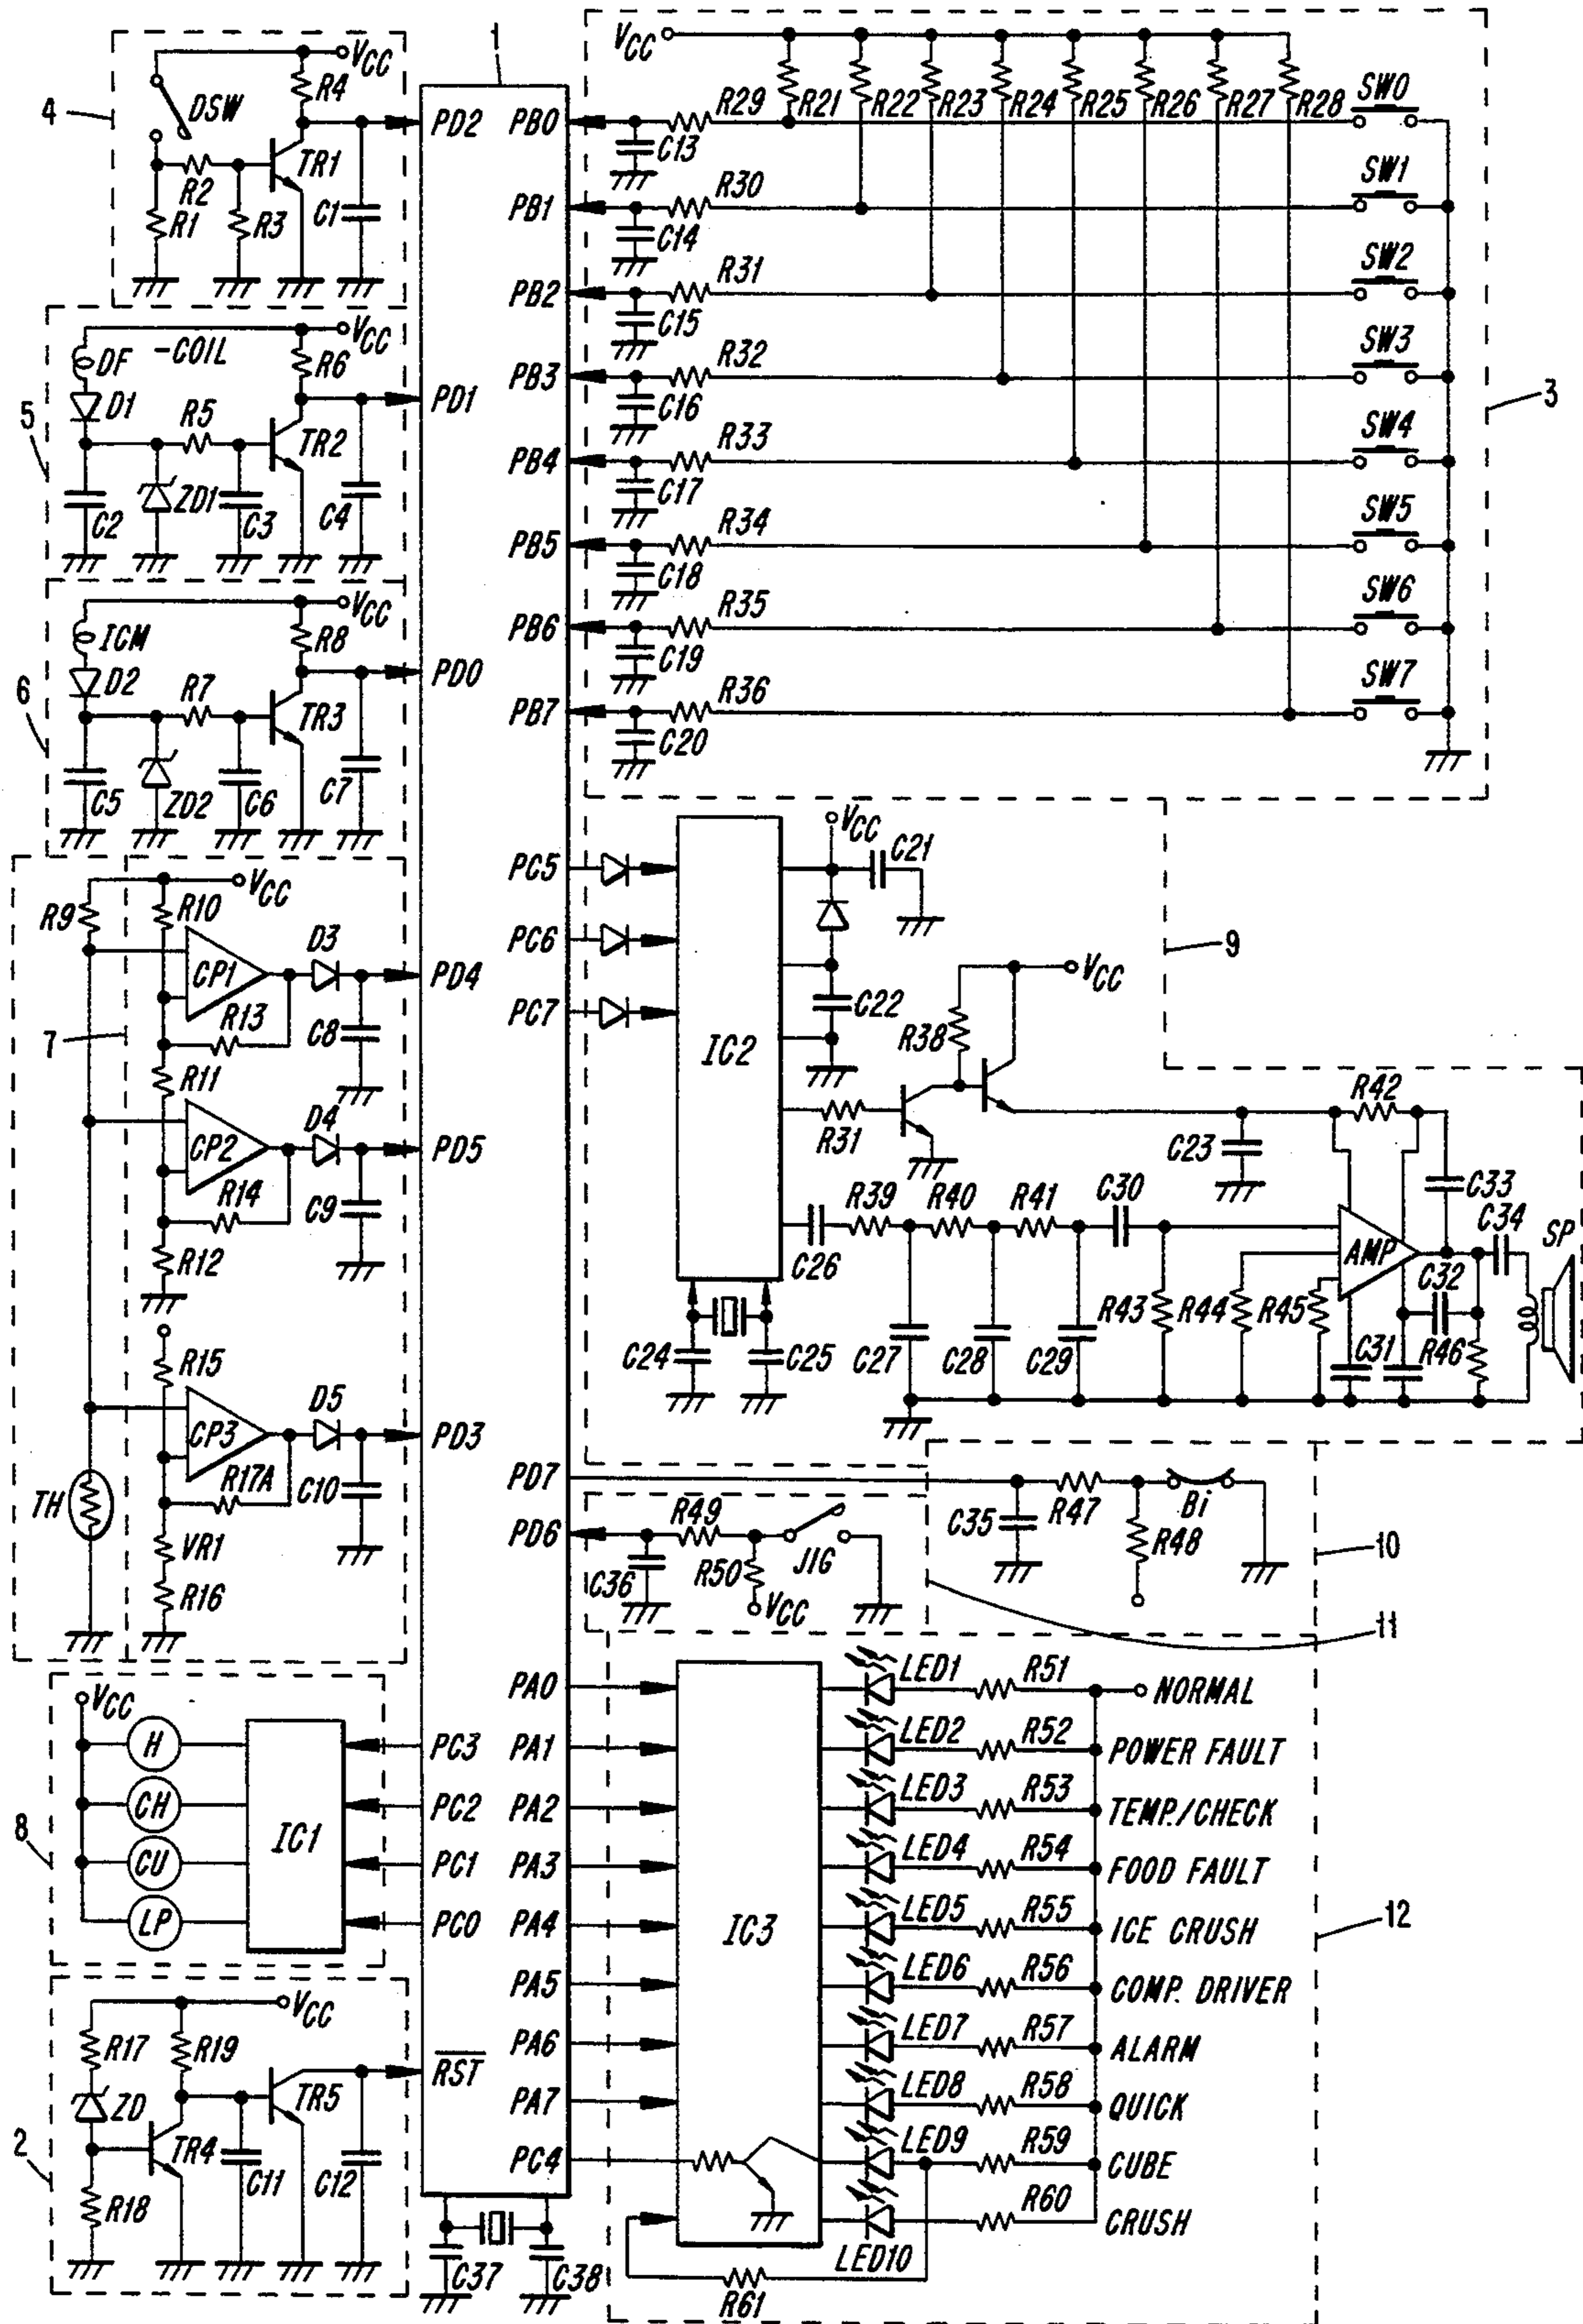 1
4
VCC
R4
DSW
TR1
R2
R1
R3
C1
PD2
5
VCC
DF -COIL
R6
D1
R5
TR2
C2
ZD1
C3
C4
PD1
6
VCC
ICM
R8
D2
R7
TR3
C5
ZD2
C6
C7
PD0
7
VCC
R9
R10
CP1
D3
R13
C8
PD4
R11
CP2
D4
R14
C9
PD5
R12
R15
CP3
D5
R17A
C10
PD3
TH
VR1
R16
8
VCC
H
CH
CU
LP
IC1
PC3
PC2
PC1
PC0
2
VCC
R17
R19
ZD
TR5
TR4
C11
C12
R18
RST
C37
C38
3
VCC
R21
R22
R23
R24
R25
R26
R27
R28
PB0
R29
C13
SW0
PB1
R30
C14
SW1
PB2
R31
C15
SW2
PB3
R32
C16
SW3
PB4
R33
C17
SW4
PB5
R34
C18
SW5
PB6
R35
C19
SW6
PB7
R36
C20
SW7
9
PC5
PC6
PC7
IC2
VCC
C21
C22
VCC
R38
R31
C23
R42
C33
C34
SP
C26
R39
R40
R41
C30
AMP
C32
C24
C25
C27
C28
C29
R43
R44
R45
C31
R46
10
PD7
C35
R47
Bi
R48
11
PD6
C36
R49
R50
JIG
VCC
12
PA0
PA1
PA2
PA3
PA4
PA5
PA6
PA7
PC4
IC3
LED1 R51 NORMAL
LED2 R52 POWER FAULT
LED3 R53 TEMP./CHECK
LED4 R54 FOOD FAULT
LED5 R55 ICE CRUSH
LED6 R56 COMP. DRIVER
LED7 R57 ALARM
LED8 R58 QUICK
LED9 R59 CUBE
LED10 R60 CRUSH
R61